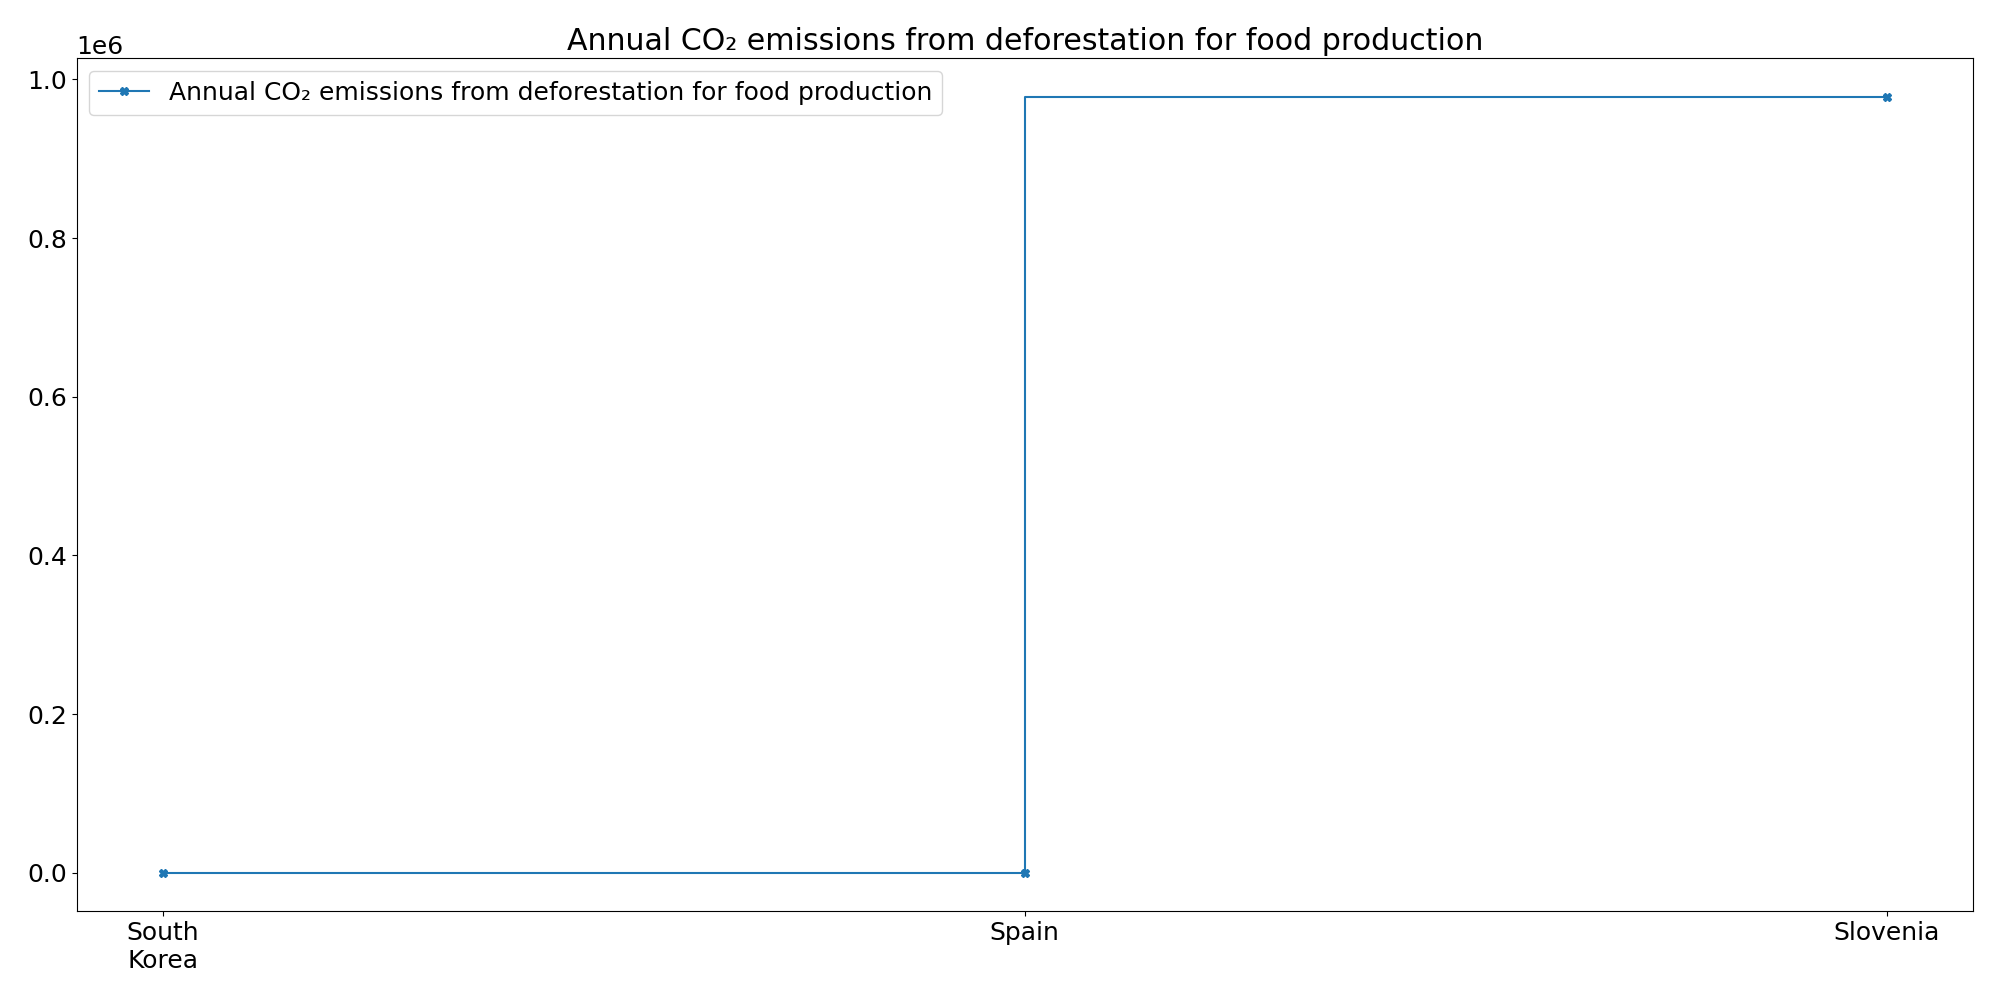 Annual CO₂ emissions from deforestation for food production
1e6
Annual CO₂ emissions from deforestation for food production
1.0
0.8
0.6
0.4
0.2
0.0
South
Korea
Spain
Slovenia